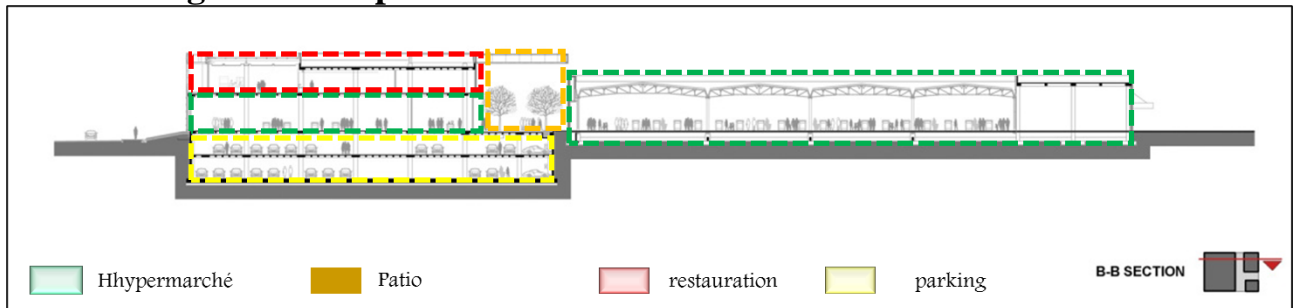 Hhypermarché
Patio
restauration
parking
B-B SECTION